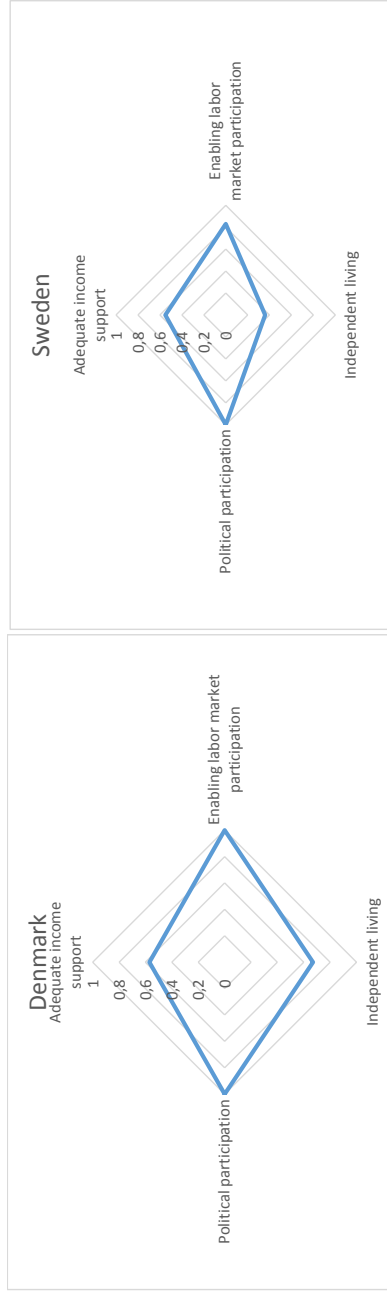 Denmark
Adequate income
support
1
0,8
0,6
0,4
0,2
0
Enabling labor market
participation
Independent living
Political participation
Sweden
Adequate income
support
1
0,8
0,6
0,4
0,2
0
Enabling labor
market participation
Independent living
Political participation